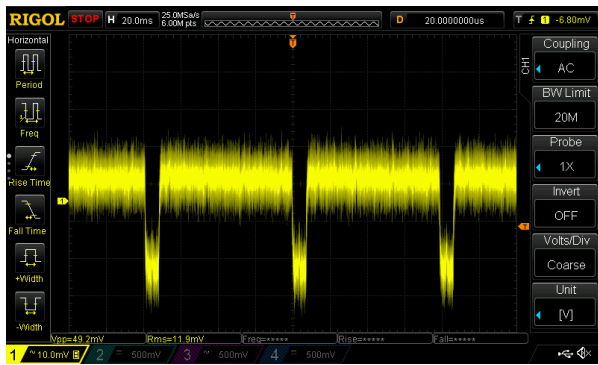 RIGOL STOP H 20.0ms 25.0MSa/s 6.00M pts D 20.0000000us T 1 -6.80mV
Horizontal
Period
Freq
Rise Time
Fall Time
+Width
-Width
T
1
T
CH1
Coupling
AC
BW Limit
20M
Probe
1X
Invert
OFF
Volts/Div
Coarse
Unit
[V]
Vpp=49.2mV Rms=11.9mV Freq=***** Rise=***** Fall=*****
1 ~ 10.0mV B 2 = 500mV 3 ~ 500mV 4 = 500mV